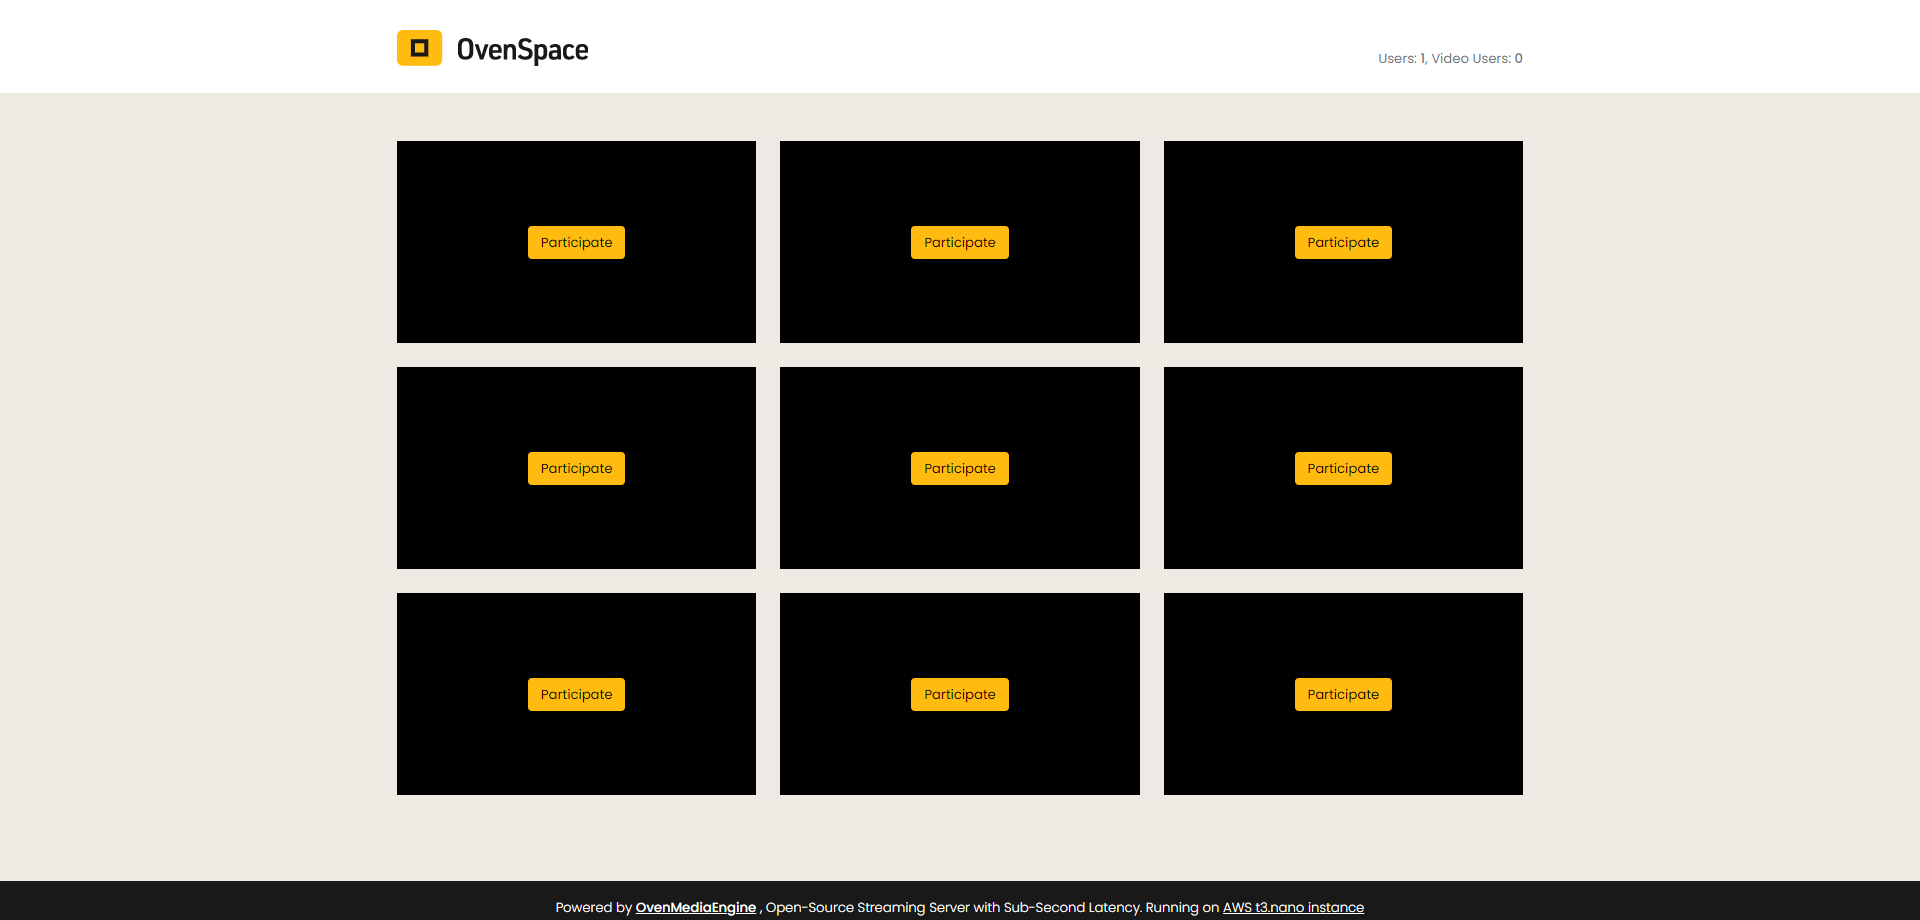 OvenSpace
Users: 1, Video Users: 0
Participate
Participate
Participate
Participate
Participate
Participate
Participate
Participate
Participate
Powered by OvenMediaEngine , Open-Source Streaming Server with Sub-Second Latency. Running on AWS t3.nano instance